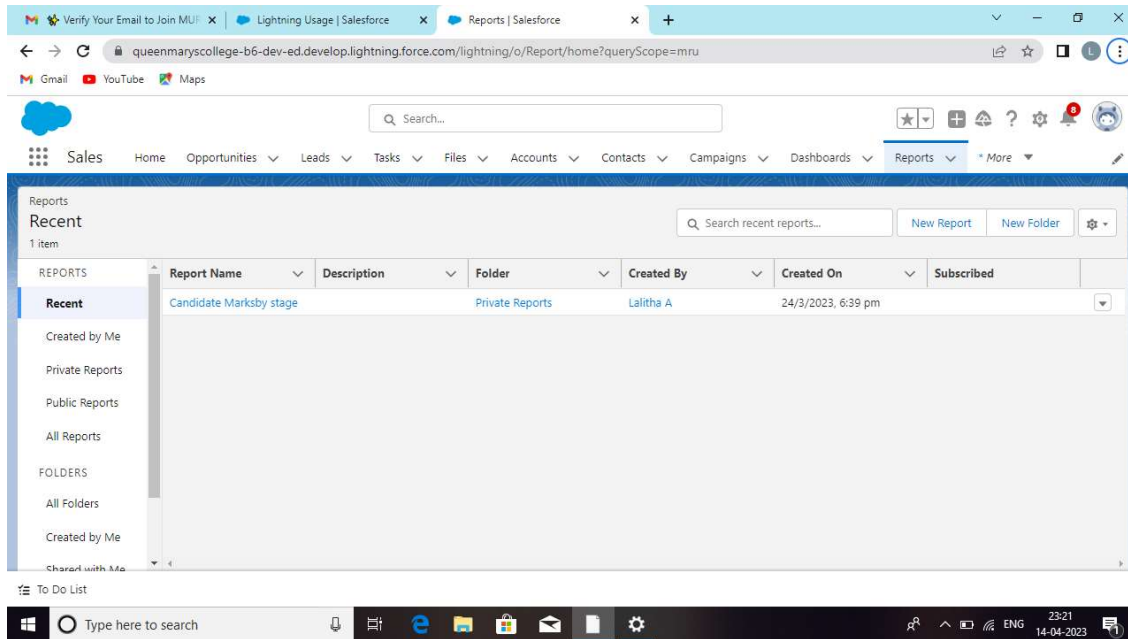 Verify Your Email to Join MUP
Lightning Usage | Salesforce
Reports | Salesforce
queenmaryscollege-b6-dev-ed.develop.lightning.force.com/lightning/o/Report/home?queryScope=mru
L
Gmail YouTube Maps
Search...
8
Sales Home Opportunities Leads Tasks Files Accounts Contacts Campaigns Dashboards Reports * More
Reports
Recent
1 item
Search recent reports...
New Report New Folder
REPORTS
Recent
Created by Me
Private Reports
Public Reports
All Reports
FOLDERS
All Folders
Created by Me
Shared with Me
Report Name Description Folder Created By Created On Subscribed
Candidate Marksby stage Private Reports Lalitha A 24/3/2023, 6:39 pm
To Do List
Type here to search
ENG
23:21
14-04-2023